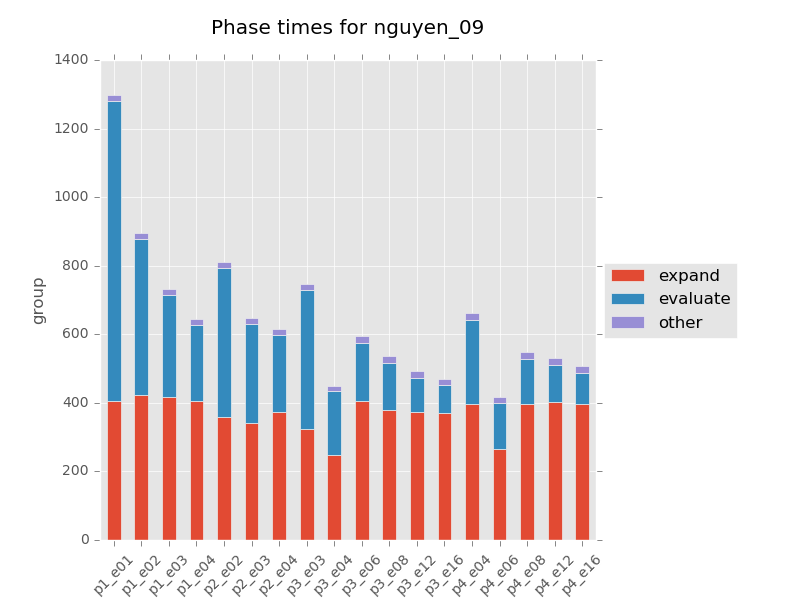 Phase times for nguyen_09
1400
1200
1000
800
600
400
200
0
group
expand
evaluate
other
p1_e01
p1_e02
p1_e03
p1_e04
p2_e02
p2_e03
p2_e04
p3_e03
p3_e04
p3_e06
p3_e08
p3_e12
p3_e16
p4_e04
p4_e06
p4_e08
p4_e12
p4_e16